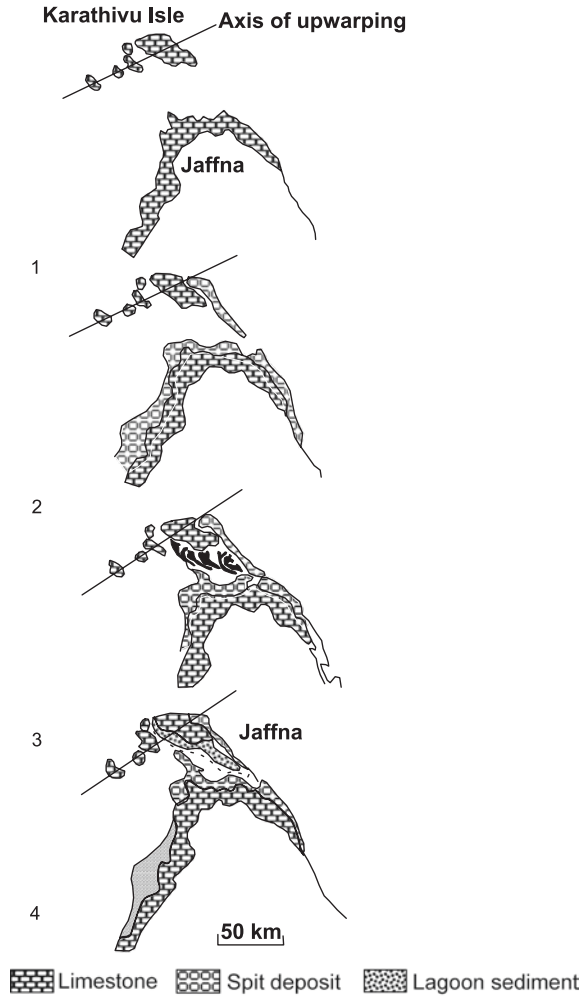 Karathivu Isle
Axis of upwarping
Jaffna
1
2
3
Jaffna
4
50 km
Limestone
Spit deposit
Lagoon sediment